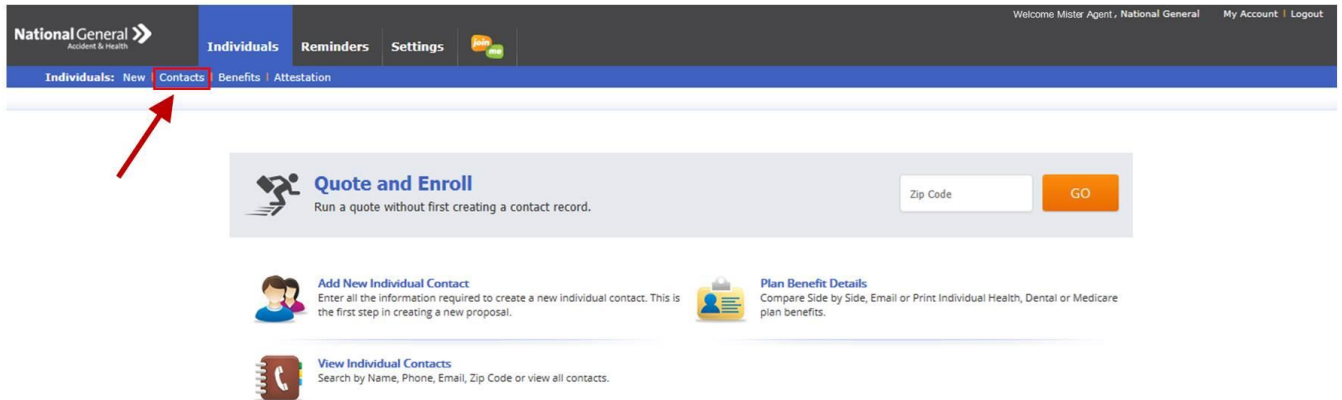 Welcome Mister Agent, National General My Account | Logout
National General
Accident & Health
Individuals Reminders Settings join me
Individuals: New | Contacts | Benefits | Attestation
Quote and Enroll
Run a quote without first creating a contact record.
Zip Code GO
Add New Individual Contact
Enter all the information required to create a new individual contact. This is
the first step in creating a new proposal.
Plan Benefit Details
Compare Side by Side, Email or Print Individual Health, Dental or Medicare
plan benefits.
View Individual Contacts
Search by Name, Phone, Email, Zip Code or view all contacts.